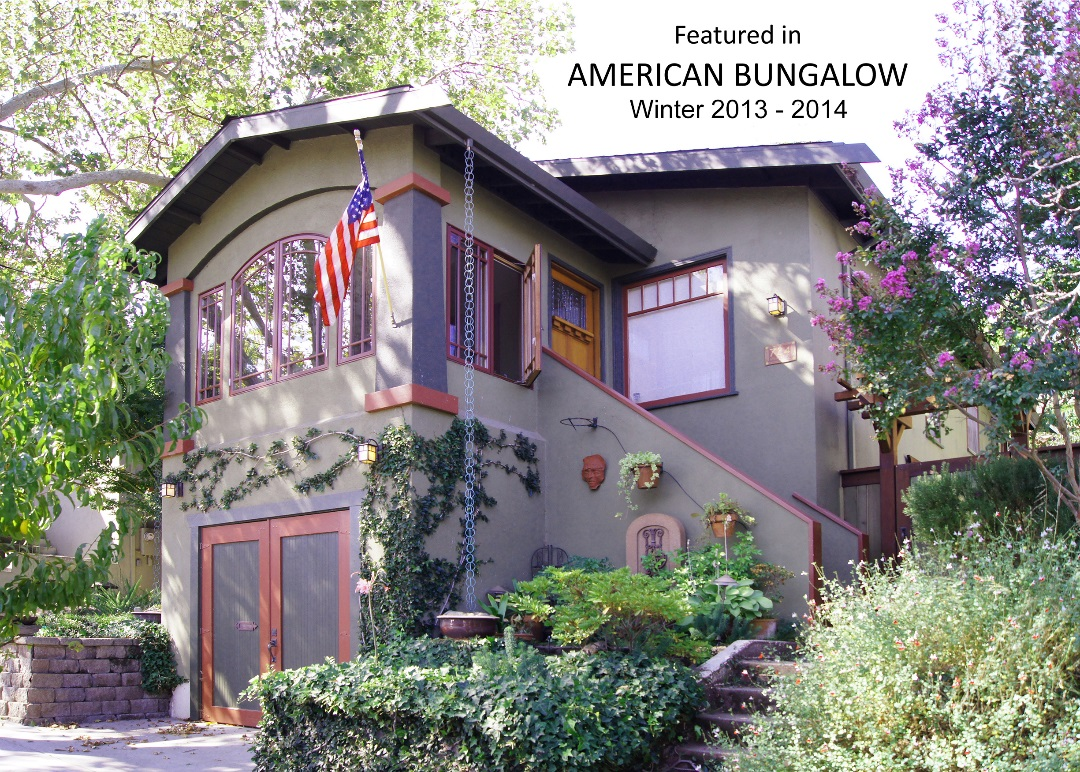 Featured in
AMERICAN BUNGALOW
Winter 2013 - 2014